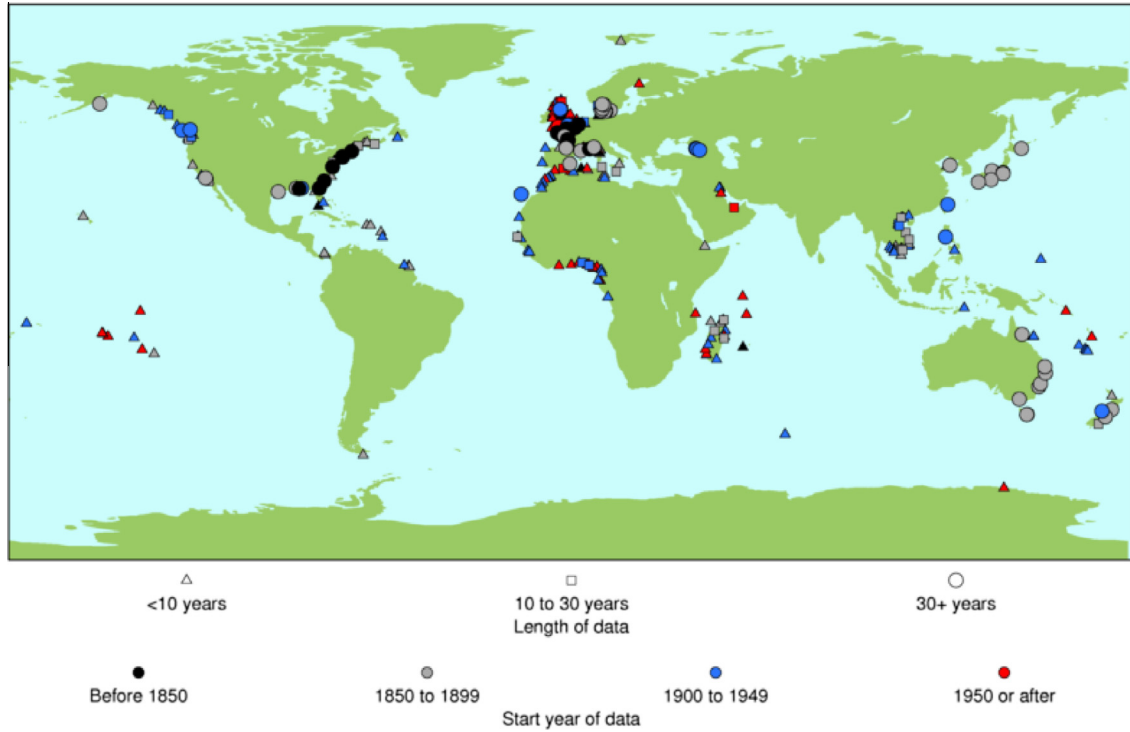 <10 years
10 to 30 years
30+ years
Length of data
Before 1850
1850 to 1899
1900 to 1949
1950 or after
Start year of data